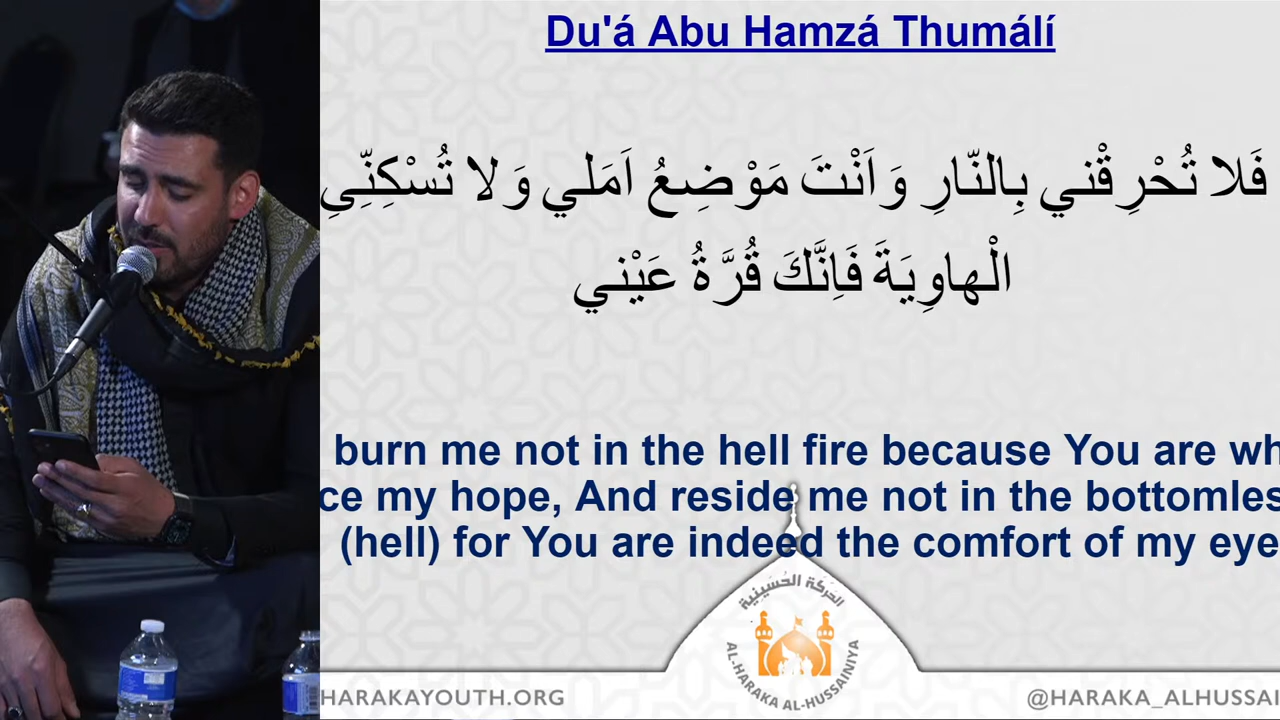 Du'á Abu Hamzá Thumálí
فَلا تُحْرِقْني بِالنّارِ وَاَنْتَ مَوْضِعُ اَمَلي وَلا تُسْكِنِّي
الْهاوِيَةَ فَاِنَّكَ قُرَّةُ عَيْني
burn me not in the hell fire because You are wh
ce my hope, And reside me not in the bottomles
(hell) for You are indeed the comfort of my eye
الحركة الحُسينية
AL-HARAKA AL-HUSSAINIYA
HARAKAYOUTH.ORG
@HARAKA_ALHUSSAI